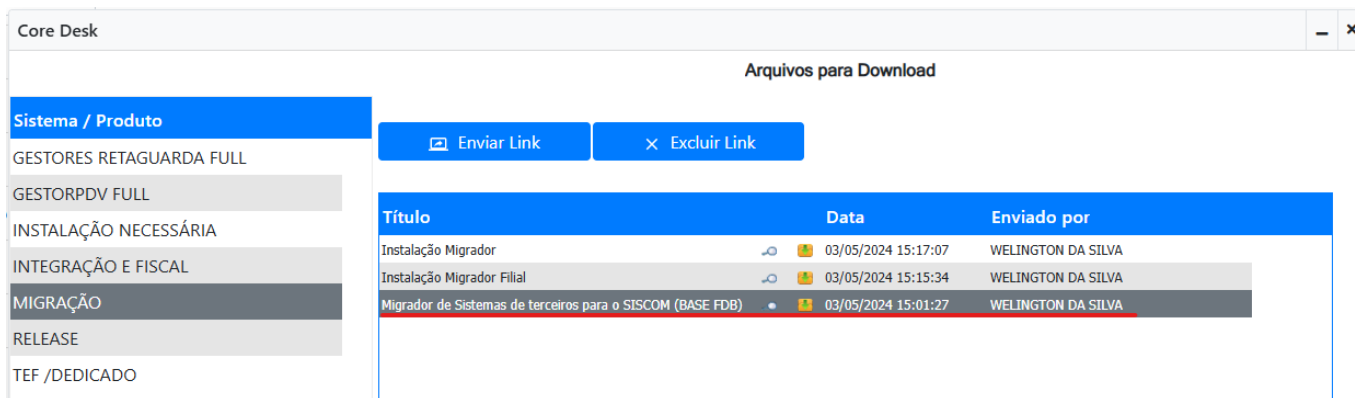 Core Desk
Arquivos para Download
Sistema / Produto
GESTORES RETAGUARDA FULL
GESTORPDV FULL
INSTALAÇÃO NECESSÁRIA
INTEGRAÇÃO E FISCAL
MIGRAÇÃO
RELEASE
TEF /DEDICADO
Enviar Link Excluir Link
Título Data Enviado por
Instalação Migrador 03/05/2024 15:17:07 WELINGTON DA SILVA
Instalação Migrador Filial 03/05/2024 15:15:34 WELINGTON DA SILVA
Migrador de Sistemas de terceiros para o SISCOM (BASE FDB) 03/05/2024 15:01:27 WELINGTON DA SILVA